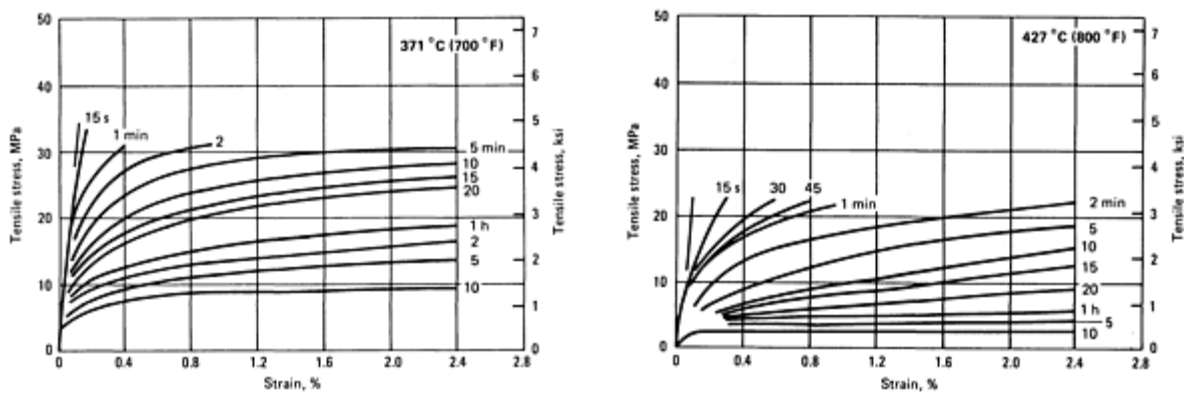 371 °C (700 °F)
50
40
30
20
10
0
Tensile stress, MPa
15 s
1 min
2
5 min
10
15
20
1 h
2
5
10
7
6
5
4
3
2
1
0
Tensile stress, ksi
0 0.4 0.8 1.2 1.6 2.0 2.4 2.8
Strain, %
427 °C (800 °F)
50
40
30
20
10
0
Tensile stress, MPa
15 s
30
45
1 min
2 min
5
10
15
20
1 h
5
10
7
6
5
4
3
2
1
0
Tensile stress, ksi
0 0.4 0.8 1.2 1.6 2.0 2.4 2.8
Strain, %